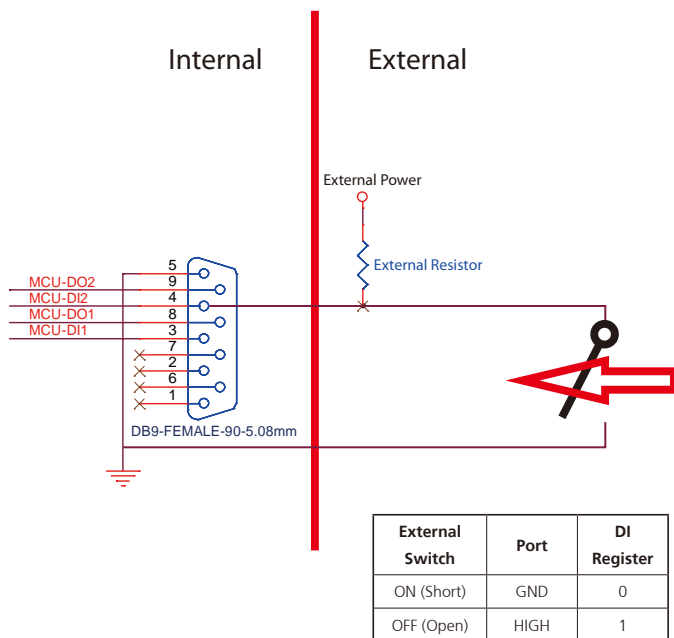 Internal
External
External Power
External Resistor
5
9
MCU-DO2
4
MCU-DI2
8
MCU-DO1
3
MCU-DI1
7
2
6
1
DB9-FEMALE-90-5.08mm
External Switch | Port | DI Register
ON (Short) | GND | 0
OFF (Open) | HIGH | 1